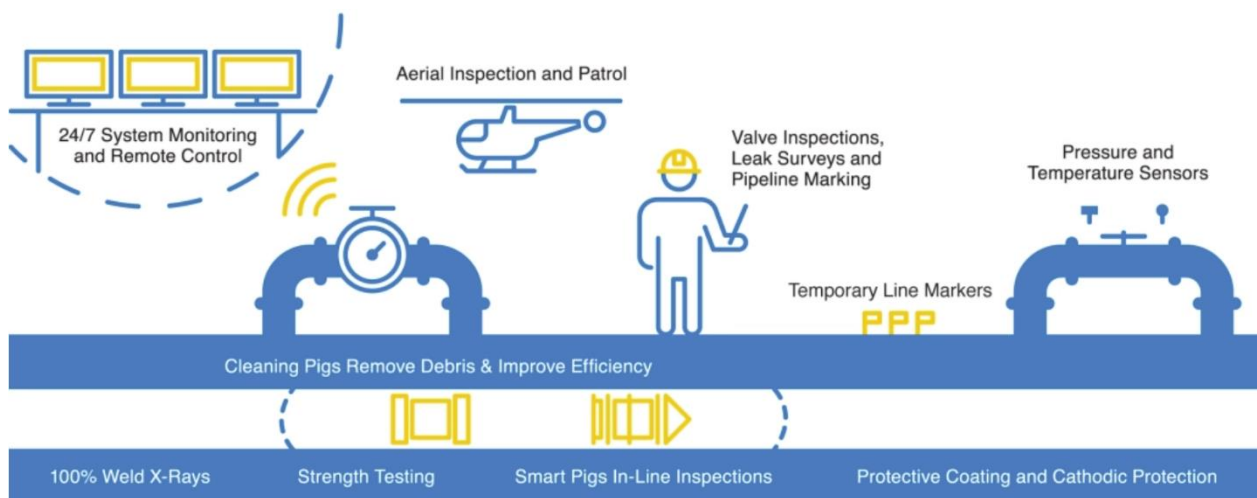 Aerial Inspection and Patrol
24/7 System Monitoring
and Remote Control
Valve Inspections,
Leak Surveys and
Pipeline Marking
Pressure and
Temperature Sensors
Temporary Line Markers
Cleaning Pigs Remove Debris & Improve Efficiency
100% Weld X-Rays
Strength Testing
Smart Pigs In-Line Inspections
Protective Coating and Cathodic Protection